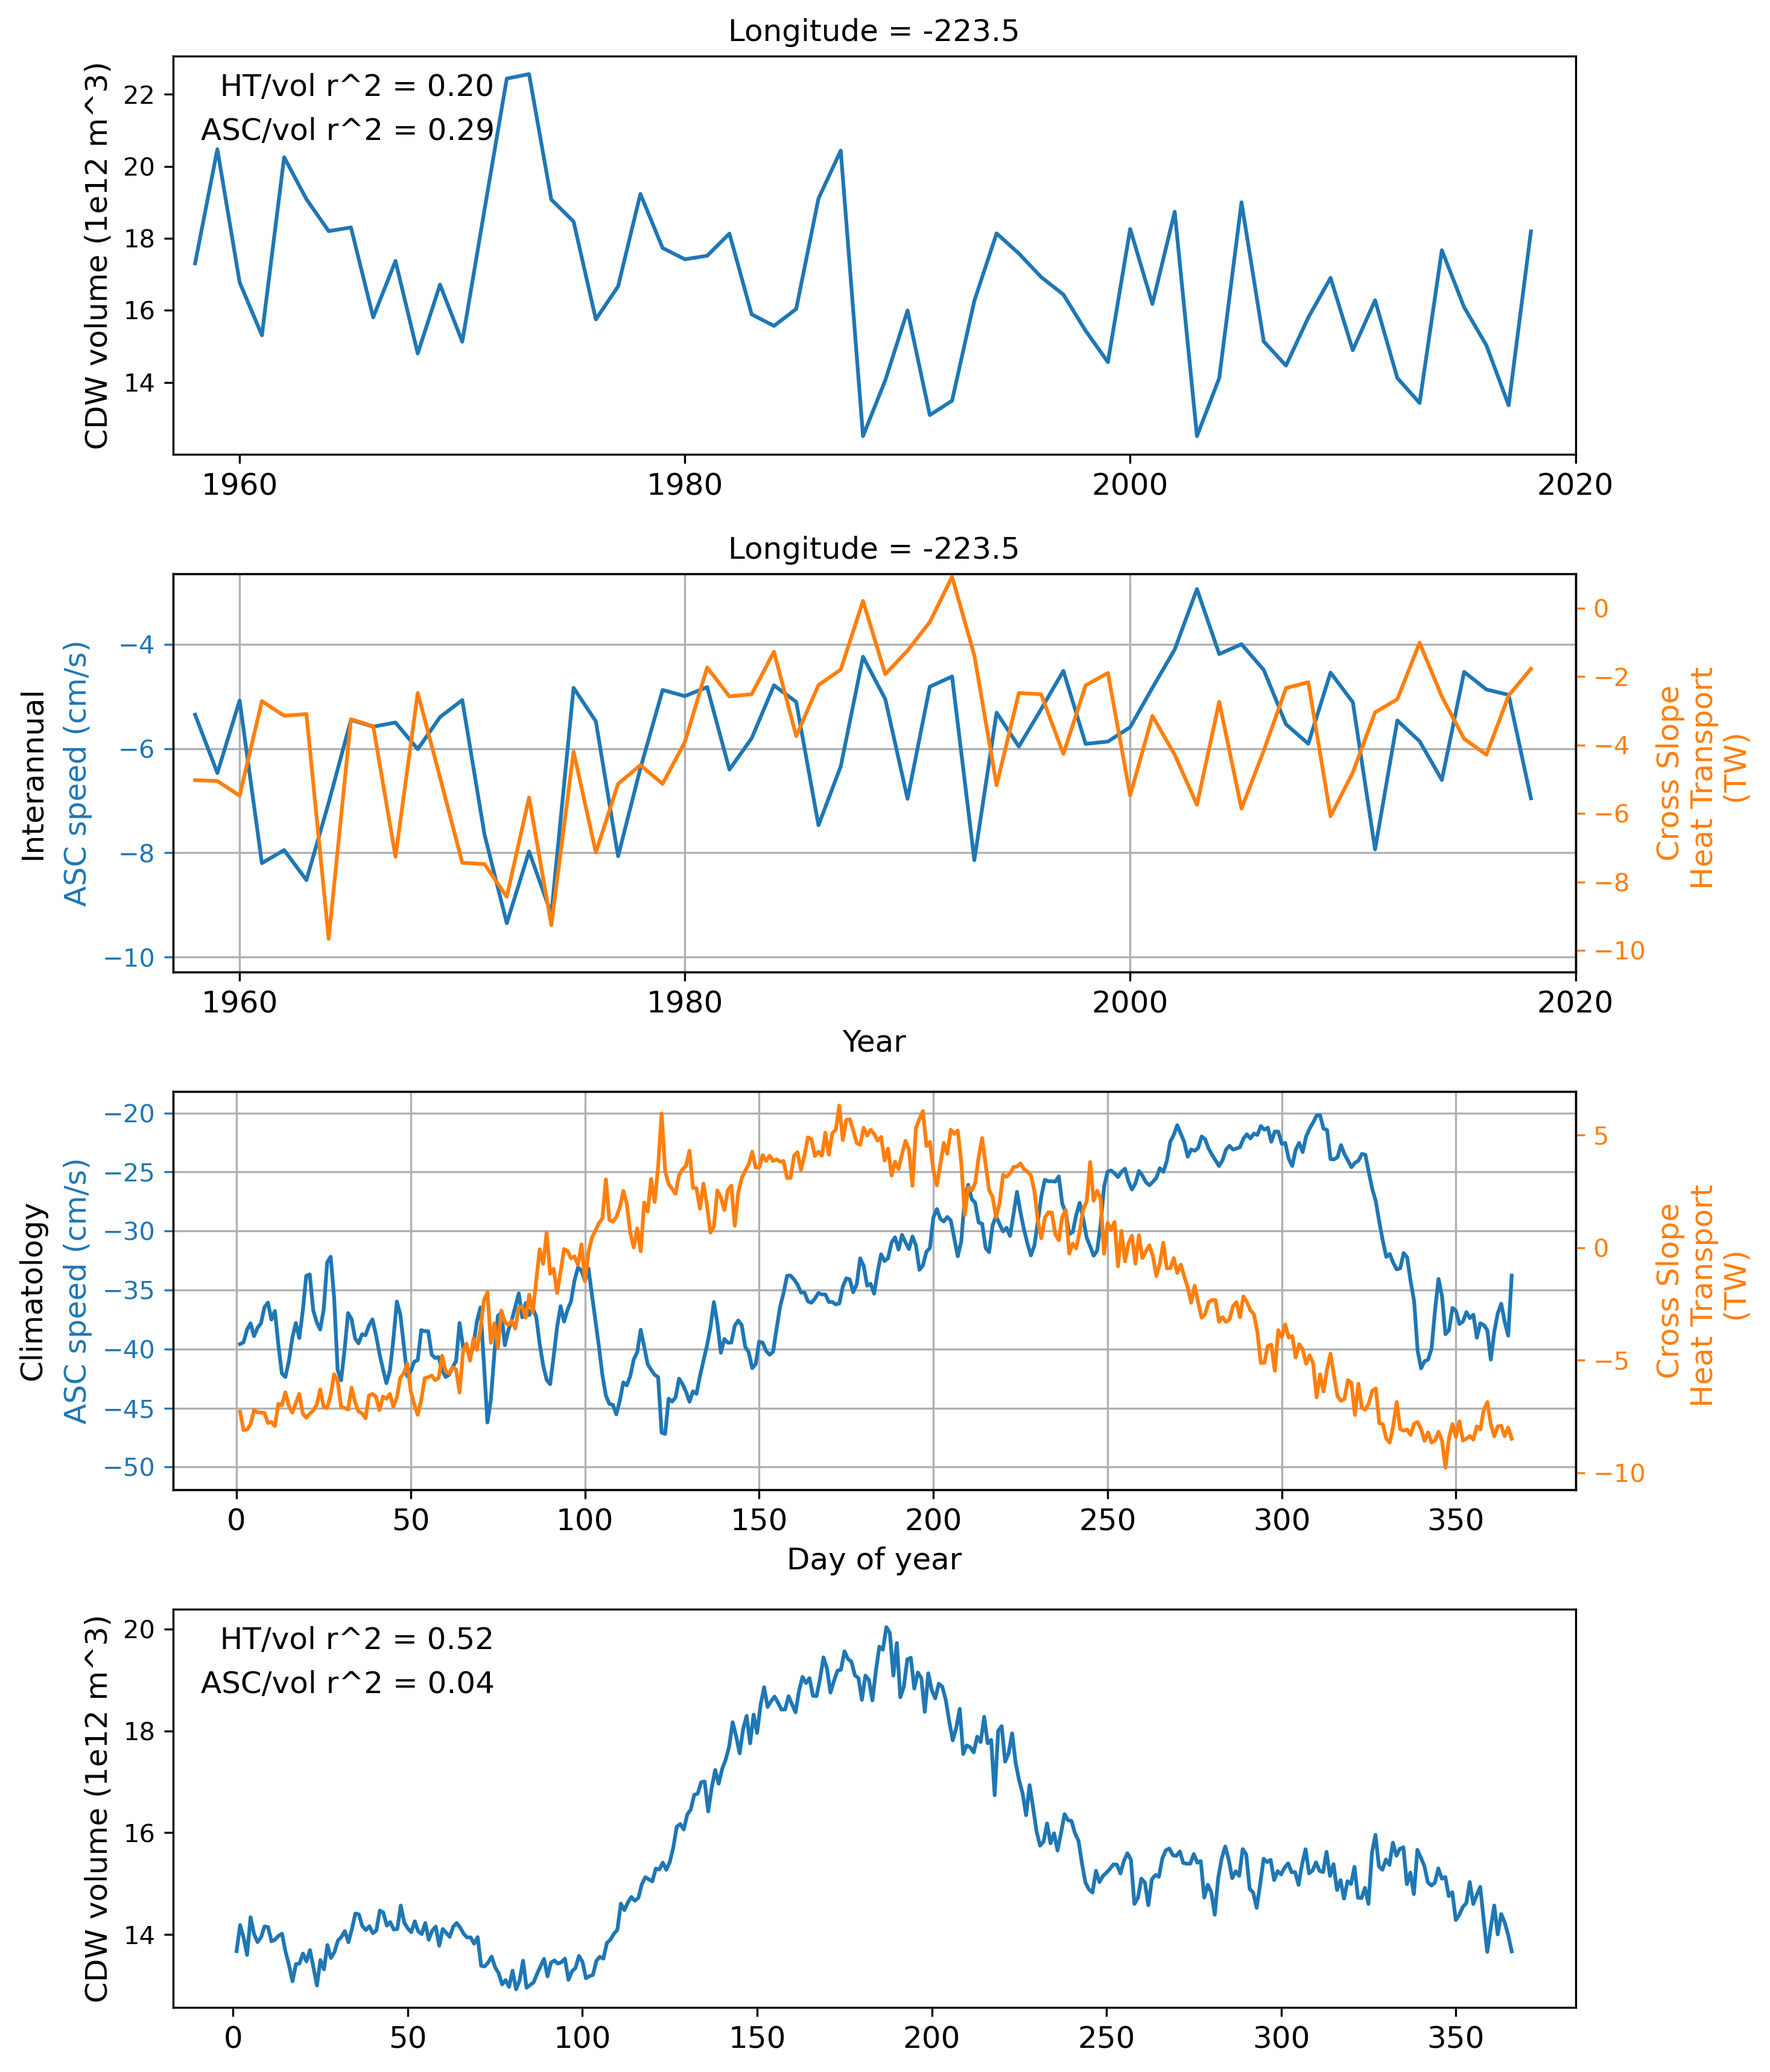 Longitude = -223.5
HT/vol r^2 = 0.20
ASC/vol r^2 = 0.29
CDW volume (1e12 m^3)
22
20
18
16
14
1960
1980
2000
2020
Longitude = -223.5
Interannual
ASC speed (cm/s)
−4
−6
−8
−10
0
−2
−4
−6
−8
−10
Cross Slope
Heat Transport
(TW)
1960
1980
2000
2020
Year
Climatology
ASC speed (cm/s)
−20
−25
−30
−35
−40
−45
−50
5
0
−5
−10
Cross Slope
Heat Transport
(TW)
0
50
100
150
200
250
300
350
Day of year
HT/vol r^2 = 0.52
ASC/vol r^2 = 0.04
CDW volume (1e12 m^3)
20
18
16
14
0
50
100
150
200
250
300
350